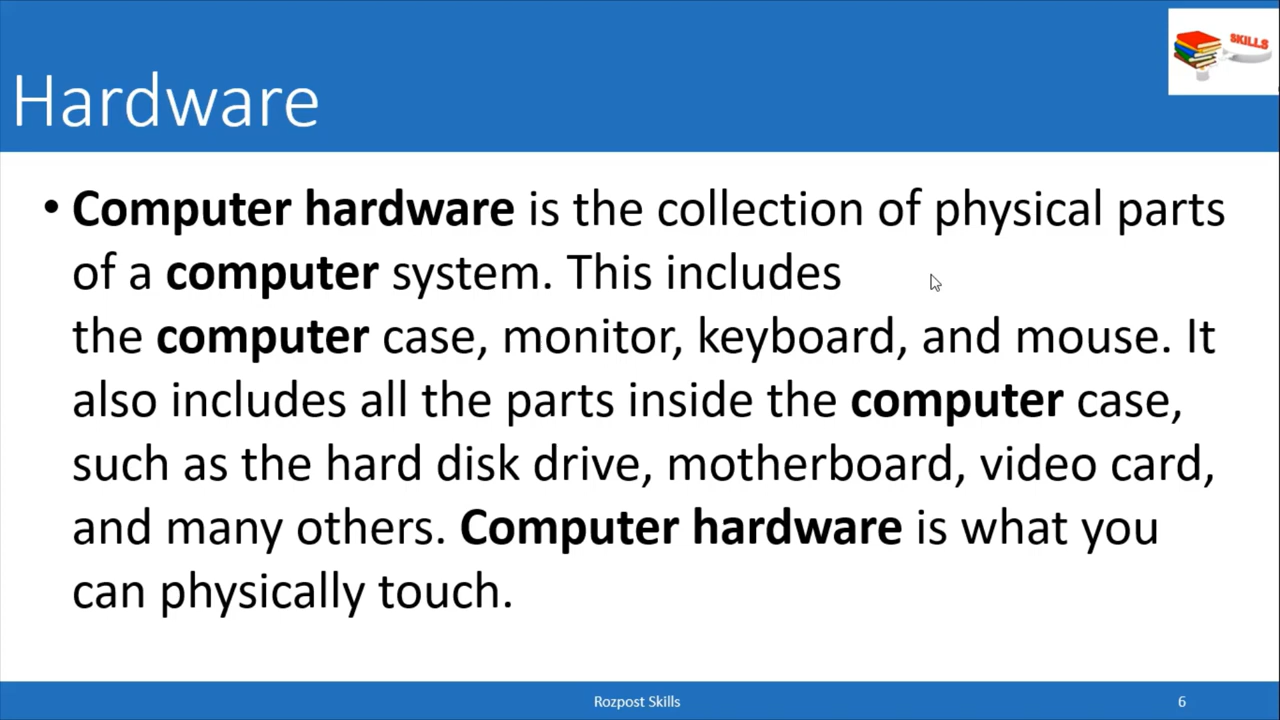 SKILLS
Hardware
• Computer hardware is the collection of physical parts
of a computer system. This includes
the computer case, monitor, keyboard, and mouse. It
also includes all the parts inside the computer case,
such as the hard disk drive, motherboard, video card,
and many others. Computer hardware is what you
can physically touch.
Rozpost Skills
6